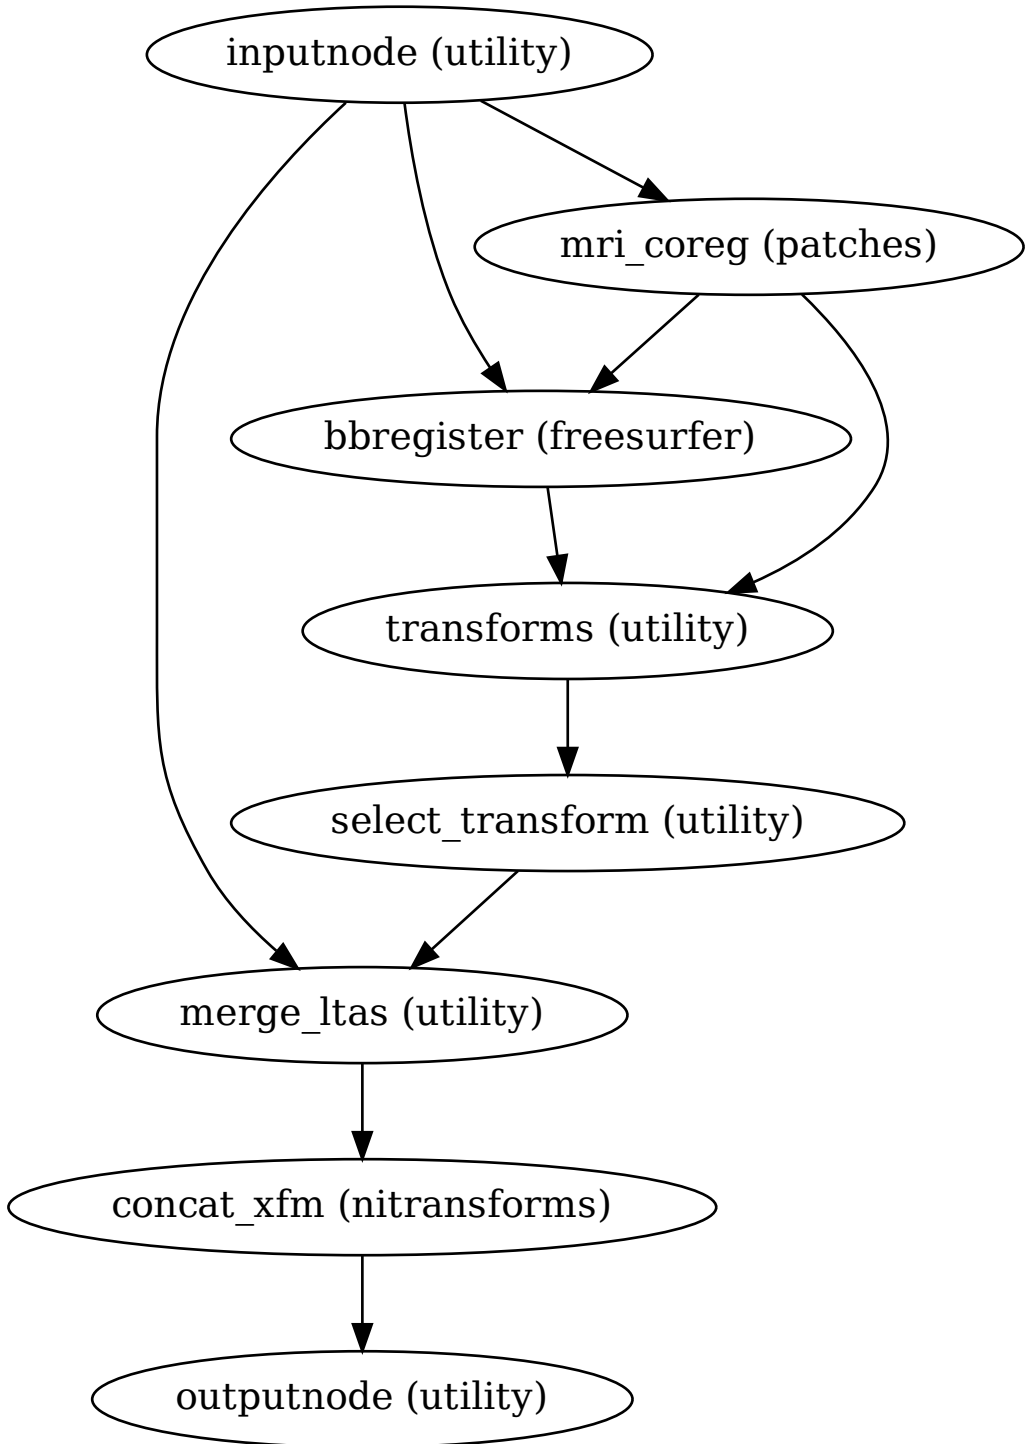 inputnode (utility)
mri_coreg (patches)
bbregister (freesurfer)
transforms (utility)
select_transform (utility)
merge_ltas (utility)
concat_xfm (nitransforms)
outputnode (utility)